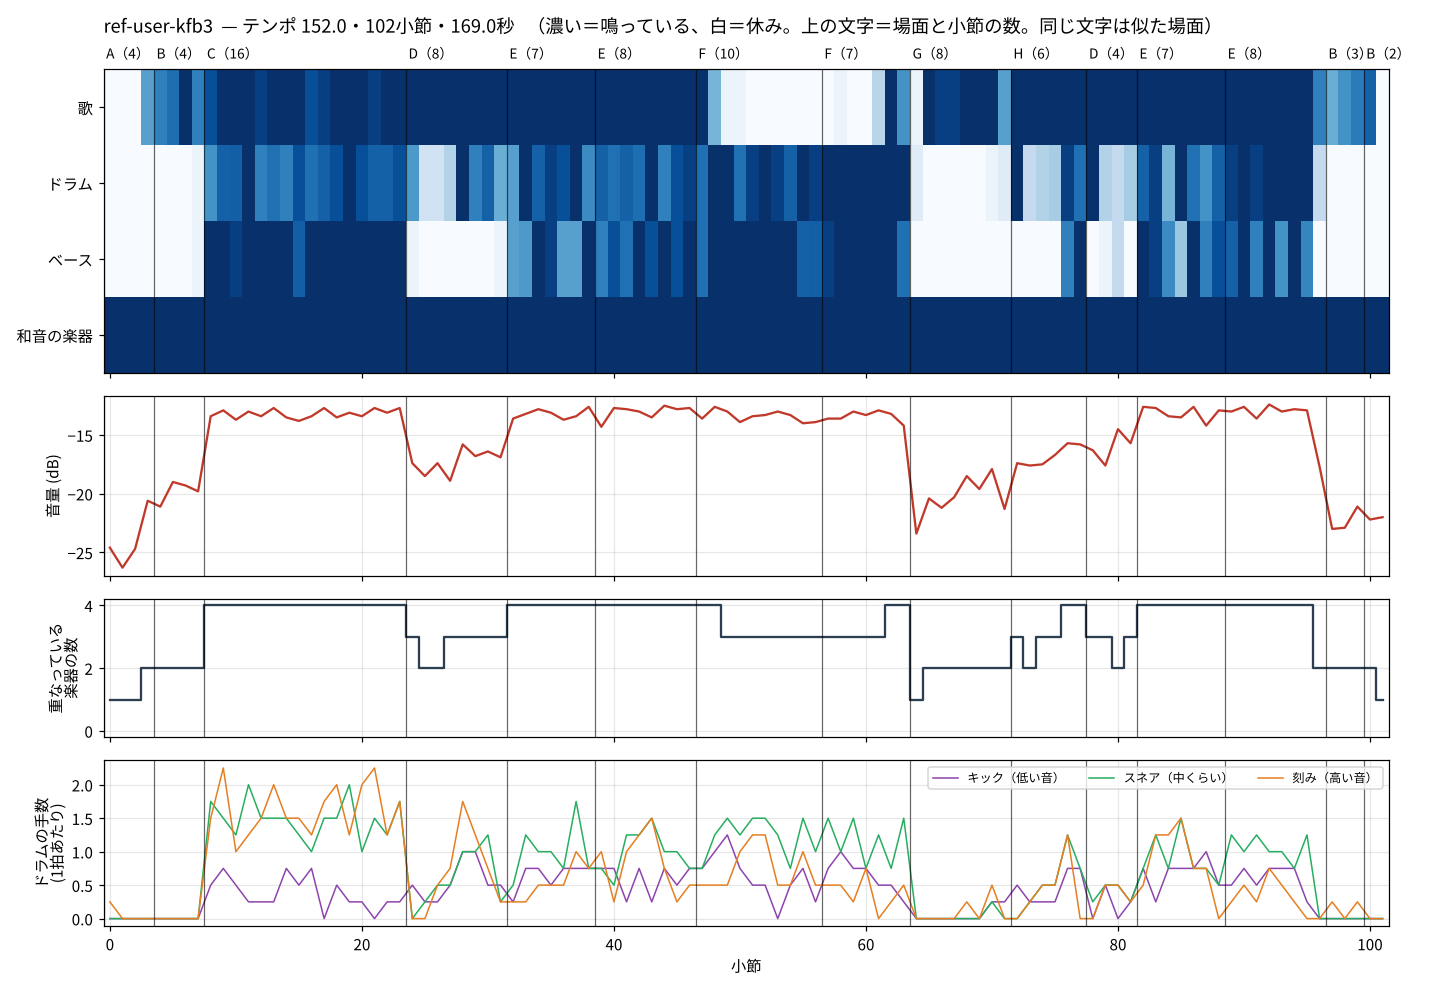 ref-user-kfb3 — テンポ 152.0・102小節・169.0秒 （濃い＝鳴っている、白＝休み。上の文字＝場面と小節の数。同じ文字は似た場面）
A（4） B（4） C（16） D（8） E（7） E（8） F（10） F（7） G（8） H（6） D（4） E（7） E（8） B（3） B（2）
歌
ドラム
ベース
和音の楽器
音量 (dB)
−15
−20
−25
重なっている
楽器の数
4
2
0
ドラムの手数
(1拍あたり)
キック（低い音） スネア（中くらい） 刻み（高い音）
2.0
1.5
1.0
0.5
0.0
0 20 40 60 80 100
小節